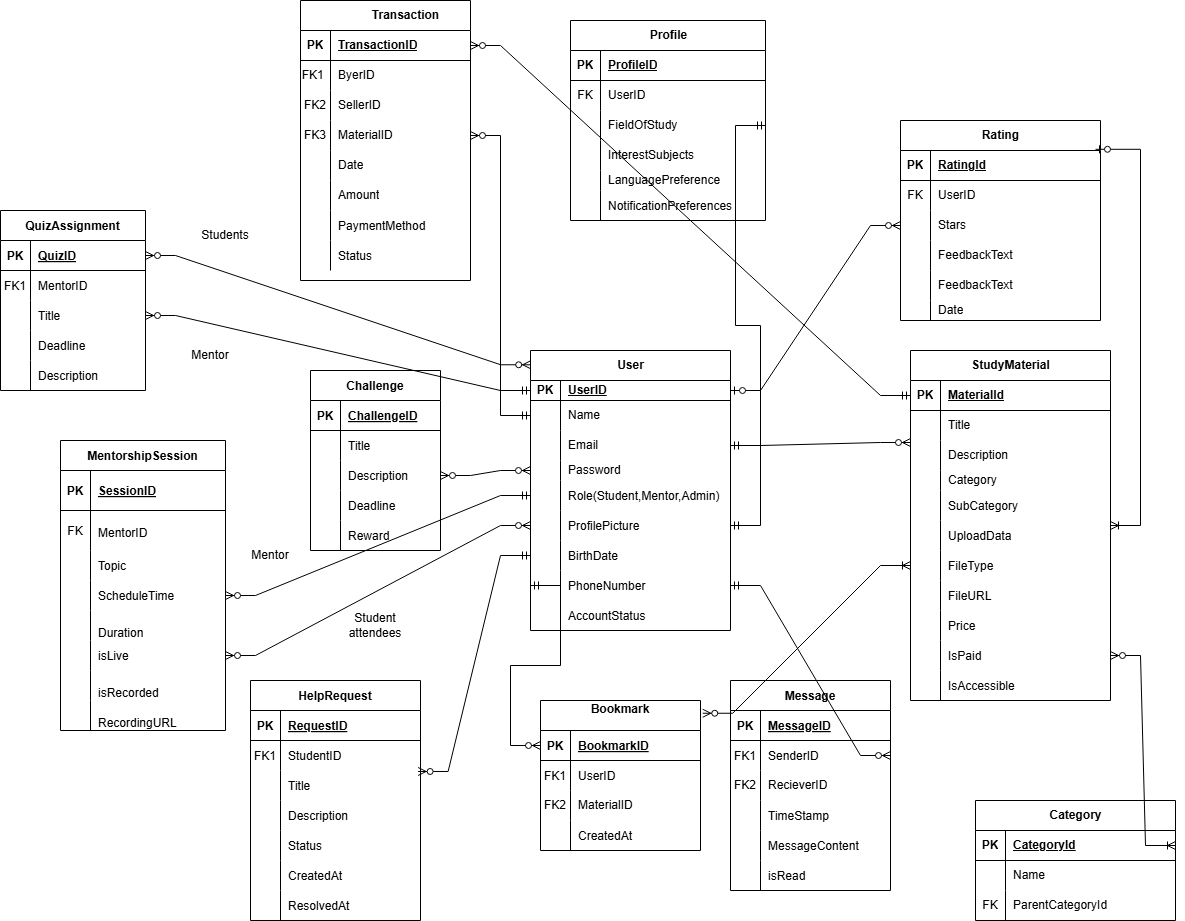 Transaction
PK TransactionID
FK1 ByerID
FK2 SellerID
FK3 MaterialID
Date
Amount
PaymentMethod
Status
Profile
PK ProfileID
FK UserID
FieldOfStudy
InterestSubjects
LanguagePreference
NotificationPreferences
Rating
PK RatingId
FK UserID
Stars
FeedbackText
FeedbackText
Date
QuizAssignment
PK QuizID
FK1 MentorID
Title
Deadline
Description
Students
Mentor
Challenge
PK ChallengeID
Title
Description
Deadline
Reward
User
PK UserID
Name
Email
Password
Role(Student,Mentor,Admin)
ProfilePicture
BirthDate
PhoneNumber
AccountStatus
StudyMaterial
PK MaterialId
Title
Description
Category
SubCategory
UploadData
FileType
FileURL
Price
IsPaid
IsAccessible
MentorshipSession
PK SessionID
FK MentorID
Topic
ScheduleTime
Duration
isLive
isRecorded
RecordingURL
Mentor
Student
attendees
HelpRequest
PK RequestID
FK1 StudentID
Title
Description
Status
CreatedAt
ResolvedAt
Bookmark
PK BookmarkID
FK1 UserID
FK2 MaterialID
CreatedAt
Message
PK MessageID
FK1 SenderID
FK2 RecieverID
TimeStamp
MessageContent
isRead
Category
PK CategoryId
Name
FK ParentCategoryId